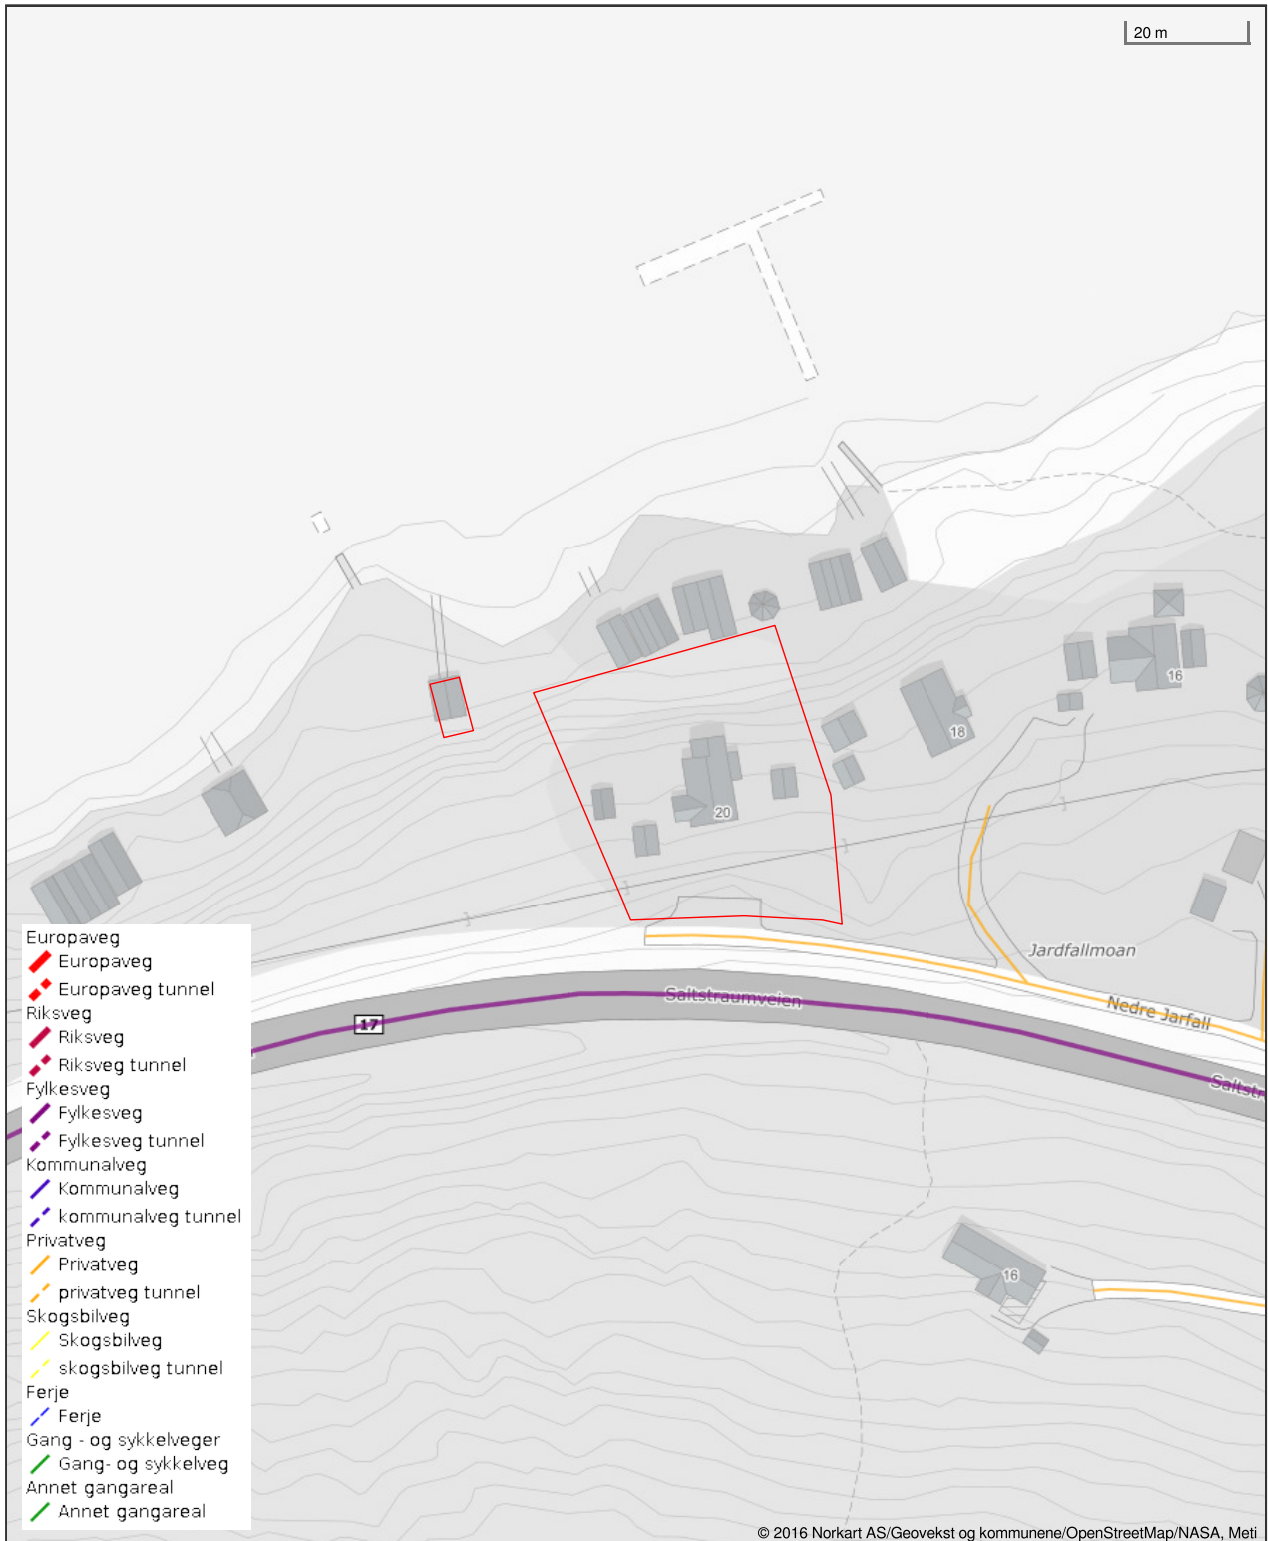 20 m
16
18
20
Jardfallmoan
Saltstraumveien
Nedre Jarfall
17
Saltstr
16
Europaveg
Europaveg
Europaveg tunnel
Riksveg
Riksveg
Riksveg tunnel
Fylkesveg
Fylkesveg
Fylkesveg tunnel
Kommunalveg
Kommunalveg
kommunalveg tunnel
Privatveg
Privatveg
privatveg tunnel
Skogsbilveg
Skogsbilveg
skogsbilveg tunnel
Ferje
Ferje
Gang - og sykkelveger
Gang- og sykkelveg
Annet gangareal
Annet gangareal
© 2016 Norkart AS/Geovekst og kommunene/OpenStreetMap/NASA, Meti